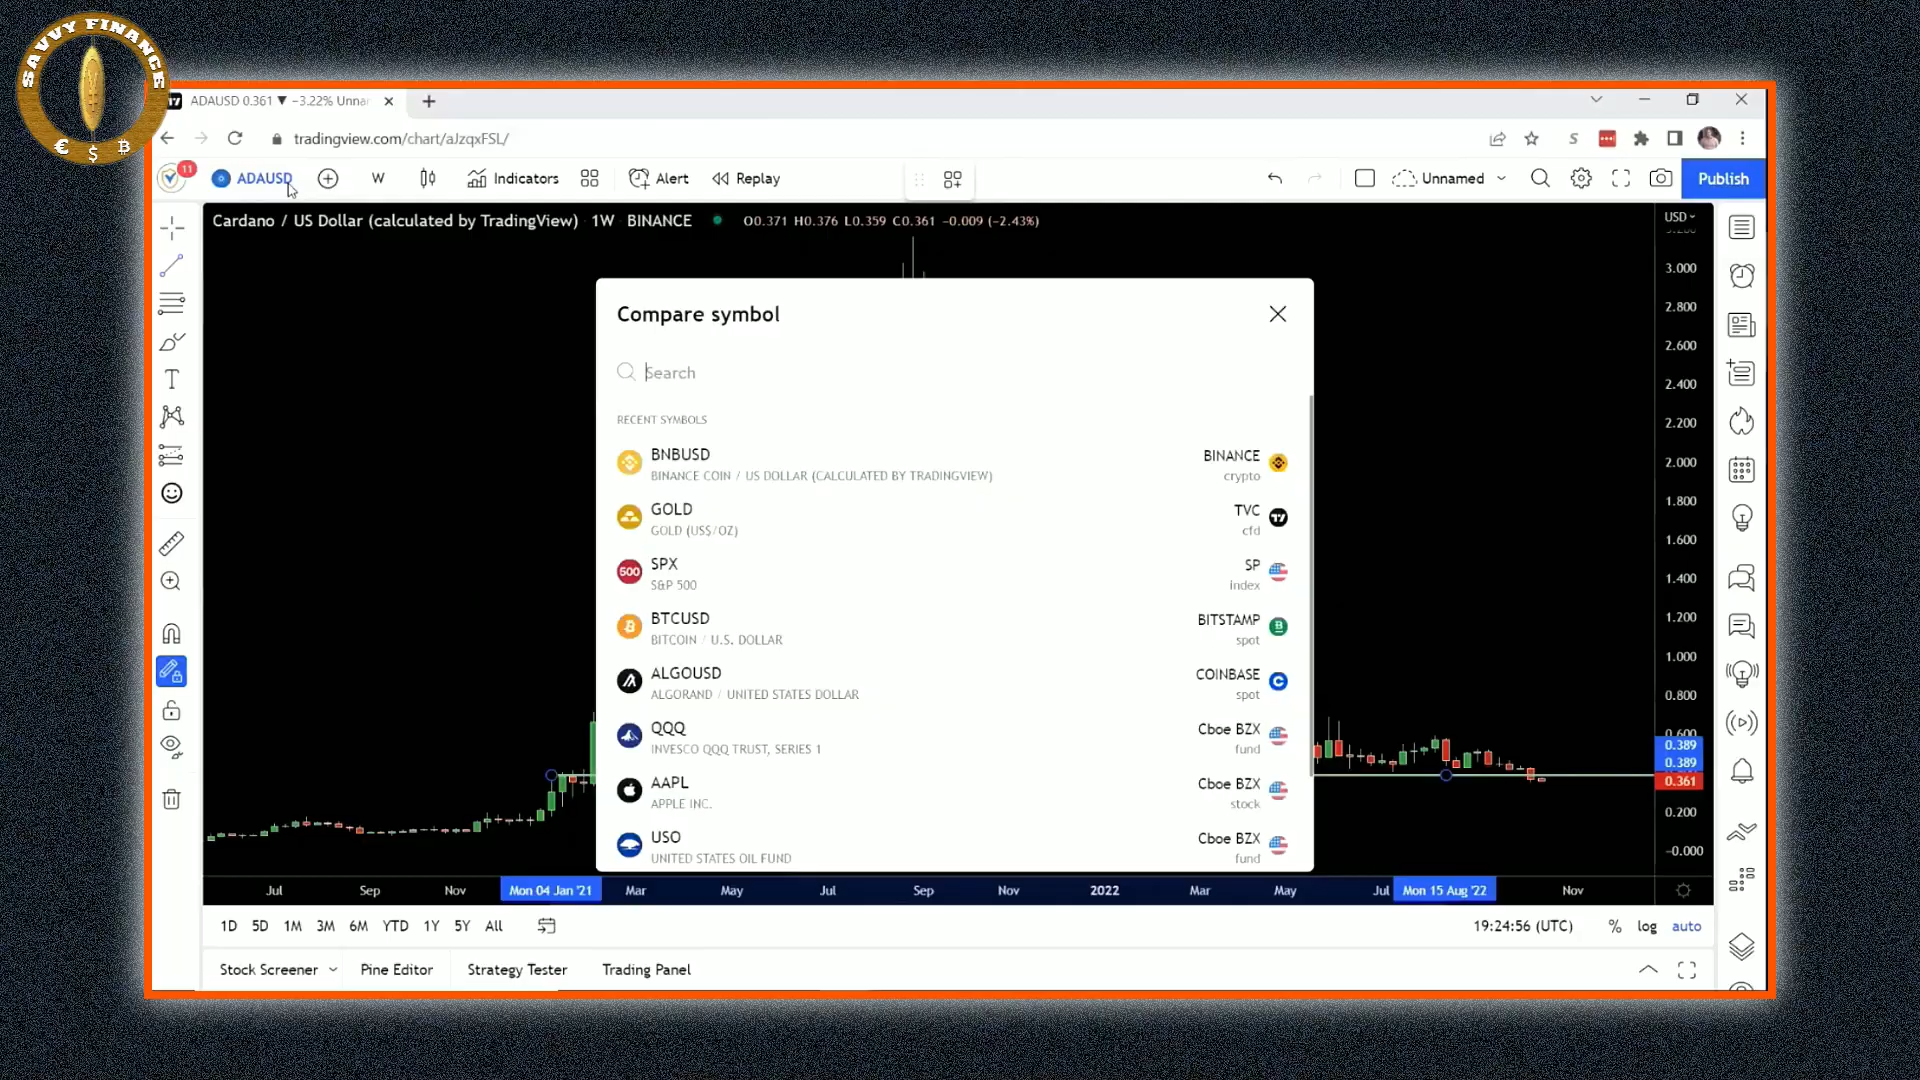 SAVVY FINANCE
€ $ B
ADAUSD 0.361 ▼ −3.22% Unnar
tradingview.com/chart/aJzqxFSL/
11
ADAUSD
W
Indicators
Alert
Replay
Unnamed
Publish
Cardano / US Dollar (calculated by TradingView) 1W BINANCE
O0.371 H0.376 L0.359 C0.361 −0.009 (−2.43%)
USD
3.000
2.800
2.600
2.400
2.200
2.000
1.800
1.600
1.400
1.200
1.000
0.800
0.600
0.389
0.389
0.361
0.200
−0.000
Compare symbol
Search
RECENT SYMBOLS
BNBUSD
BINANCE COIN / US DOLLAR (CALCULATED BY TRADINGVIEW)
BINANCE
crypto
GOLD
GOLD (US$/OZ)
TVC
cfd
500
SPX
S&P 500
SP
index
BTCUSD
BITCOIN / U.S. DOLLAR
BITSTAMP
spot
ALGOUSD
ALGORAND / UNITED STATES DOLLAR
COINBASE
spot
QQQ
INVESCO QQQ TRUST, SERIES 1
Cboe BZX
fund
AAPL
APPLE INC.
Cboe BZX
stock
USO
UNITED STATES OIL FUND
Cboe BZX
fund
Jul Sep Nov Mon 04 Jan '21 Mar May Jul Sep Nov 2022 Mar May Jul Mon 15 Aug '22 Nov
1D 5D 1M 3M 6M YTD 1Y 5Y All
19:24:56 (UTC) % log auto
Stock Screener Pine Editor Strategy Tester Trading Panel